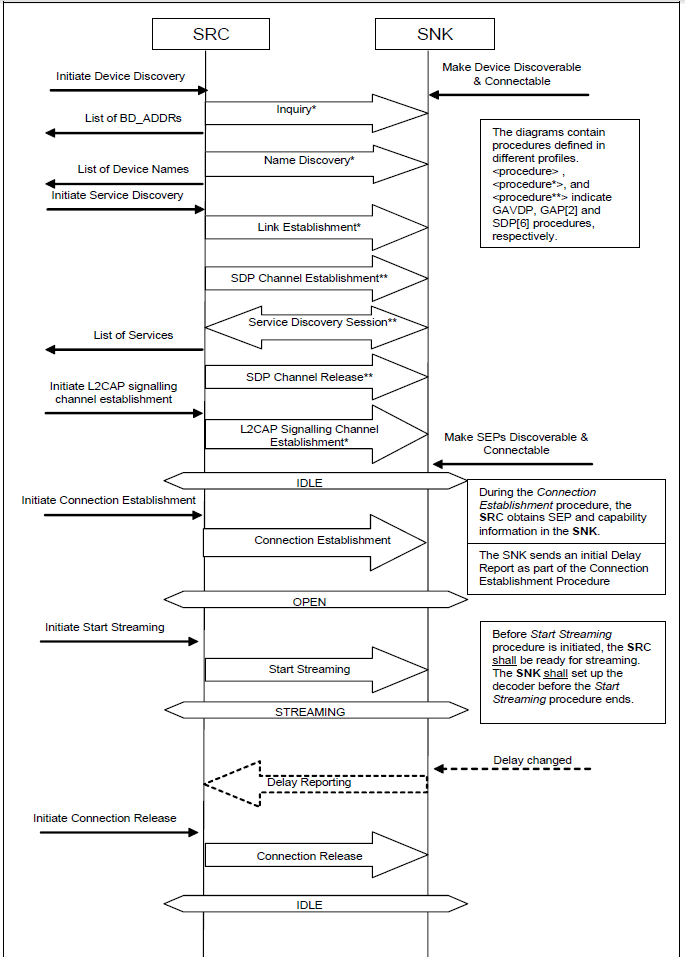 SRC
SNK
Initiate Device Discovery
Make Device Discoverable
& Connectable
Inquiry*
List of BD_ADDRs
The diagrams contain
procedures defined in
different profiles.
<procedure> ,
<procedure*>, and
<procedure**> indicate
GAVDP, GAP[2] and
SDP[6] procedures,
respectively.
Name Discovery*
List of Device Names
Initiate Service Discovery
Link Establishment*
SDP Channel Establishment**
Service Discovery Session**
List of Services
SDP Channel Release**
Initiate L2CAP signalling
channel establishment
L2CAP Signalling Channel
Establishment*
Make SEPs Discoverable &
Connectable
IDLE
Initiate Connection Establishment
During the Connection
Establishment procedure, the
SRC obtains SEP and capability
information in the SNK.
Connection Establishment
The SNK sends an initial Delay
Report as part of the Connection
Establishment Procedure
OPEN
Initiate Start Streaming
Before Start Streaming
procedure is initiated, the SRC
shall be ready for streaming.
The SNK shall set up the
decoder before the Start
Streaming procedure ends.
Start Streaming
STREAMING
Delay changed
Delay Reporting
Initiate Connection Release
Connection Release
IDLE